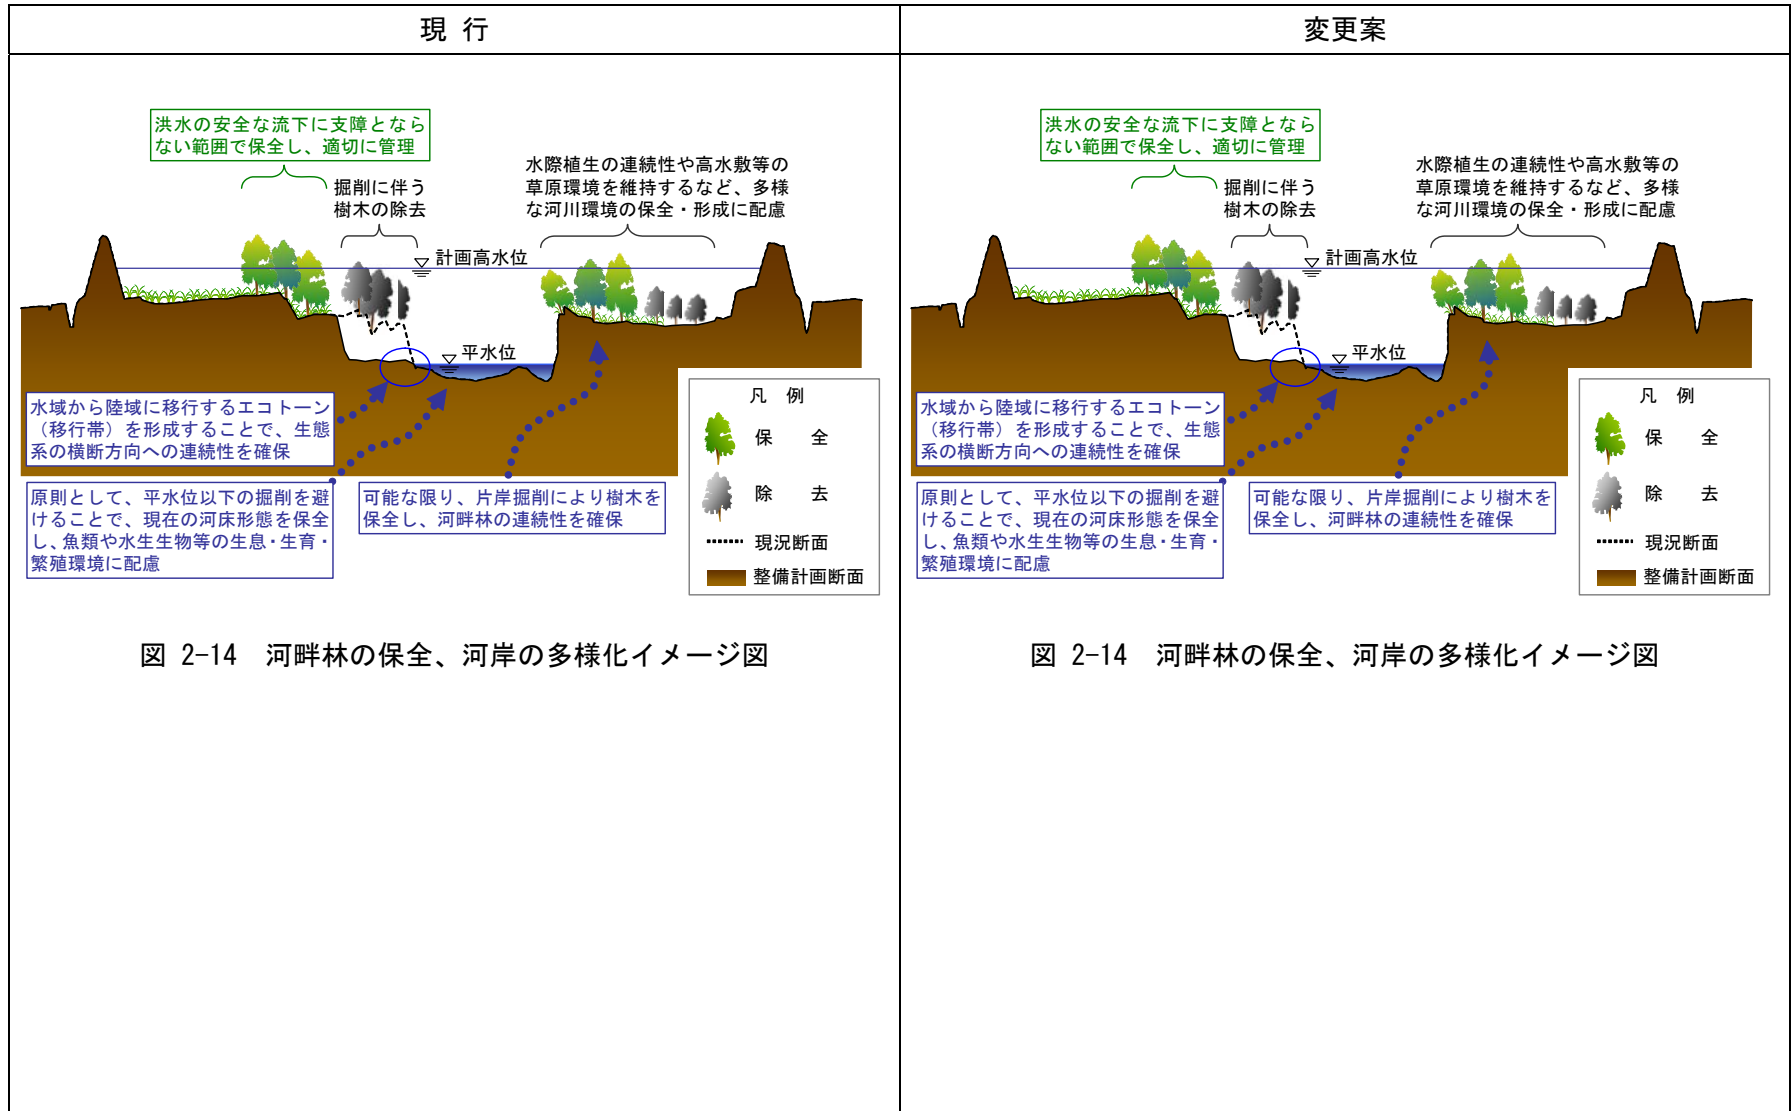 現 行
洪水の安全な流下に支障となら
ない範囲で保全し、適切に管理
掘削に伴う
樹木の除去
水際植生の連続性や高水敷等の
草原環境を維持するなど、多様
な河川環境の保全・形成に配慮
計画高水位
平水位
水域から陸域に移行するエコトーン
（移行帯）を形成することで、生態
系の横断方向への連続性を確保
原則として、平水位以下の掘削を避
けることで、現在の河床形態を保全
し、魚類や水生生物等の生息・生育・
繁殖環境に配慮
可能な限り、片岸掘削により樹木を
保全し、河畔林の連続性を確保
凡 例
保 全
除 去
現況断面
整備計画断面
図 2-14 河畔林の保全、河岸の多様化イメージ図
変更案
洪水の安全な流下に支障となら
ない範囲で保全し、適切に管理
掘削に伴う
樹木の除去
水際植生の連続性や高水敷等の
草原環境を維持するなど、多様
な河川環境の保全・形成に配慮
計画高水位
平水位
水域から陸域に移行するエコトーン
（移行帯）を形成することで、生態
系の横断方向への連続性を確保
原則として、平水位以下の掘削を避
けることで、現在の河床形態を保全
し、魚類や水生生物等の生息・生育・
繁殖環境に配慮
可能な限り、片岸掘削により樹木を
保全し、河畔林の連続性を確保
凡 例
保 全
除 去
現況断面
整備計画断面
図 2-14 河畔林の保全、河岸の多様化イメージ図